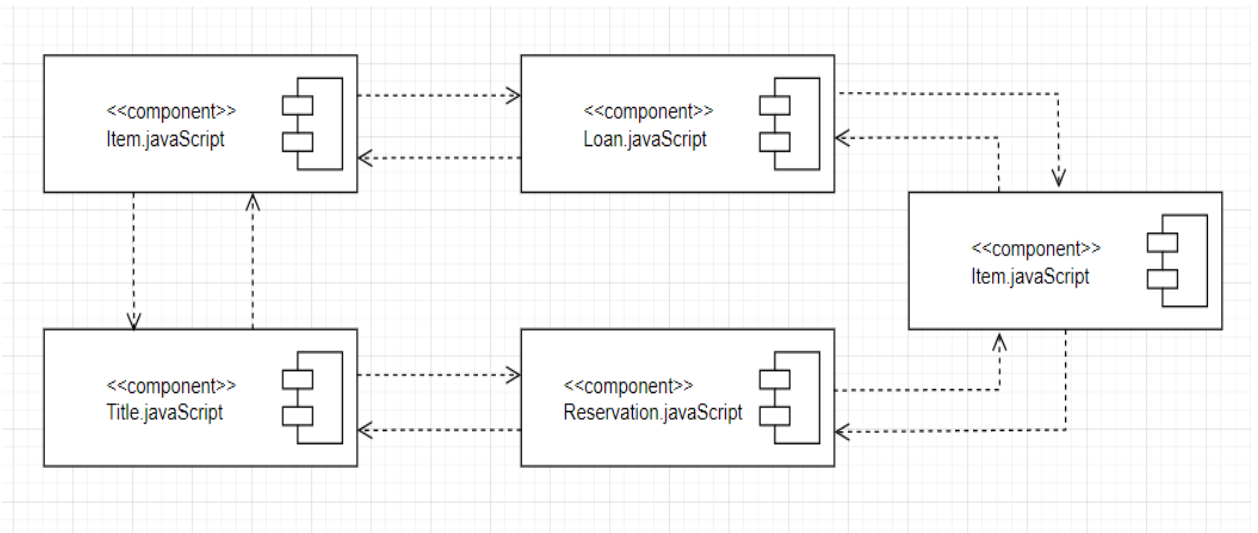 <<component>>
Item.javaScript
<<component>>
Loan.javaScript
<<component>>
Item.javaScript
<<component>>
Title.javaScript
<<component>>
Reservation.javaScript